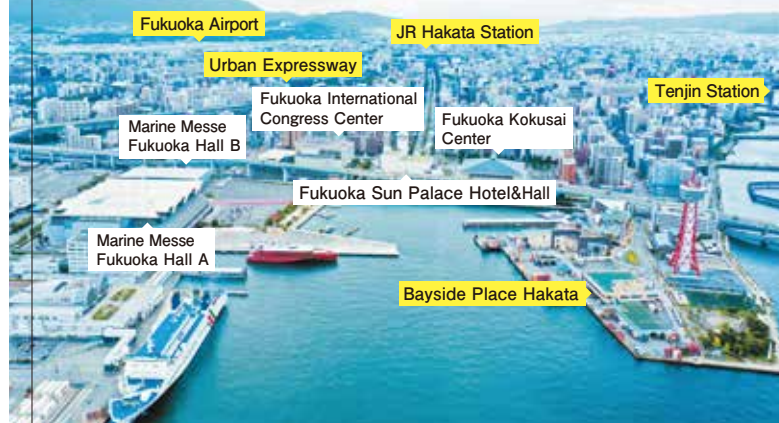 Fukuoka Airport
JR Hakata Station
Urban Expressway
Tenjin Station
Fukuoka International
Congress Center
Fukuoka Kokusai
Center
Marine Messe
Fukuoka Hall B
Fukuoka Sun Palace Hotel&Hall
Marine Messe
Fukuoka Hall A
Bayside Place Hakata